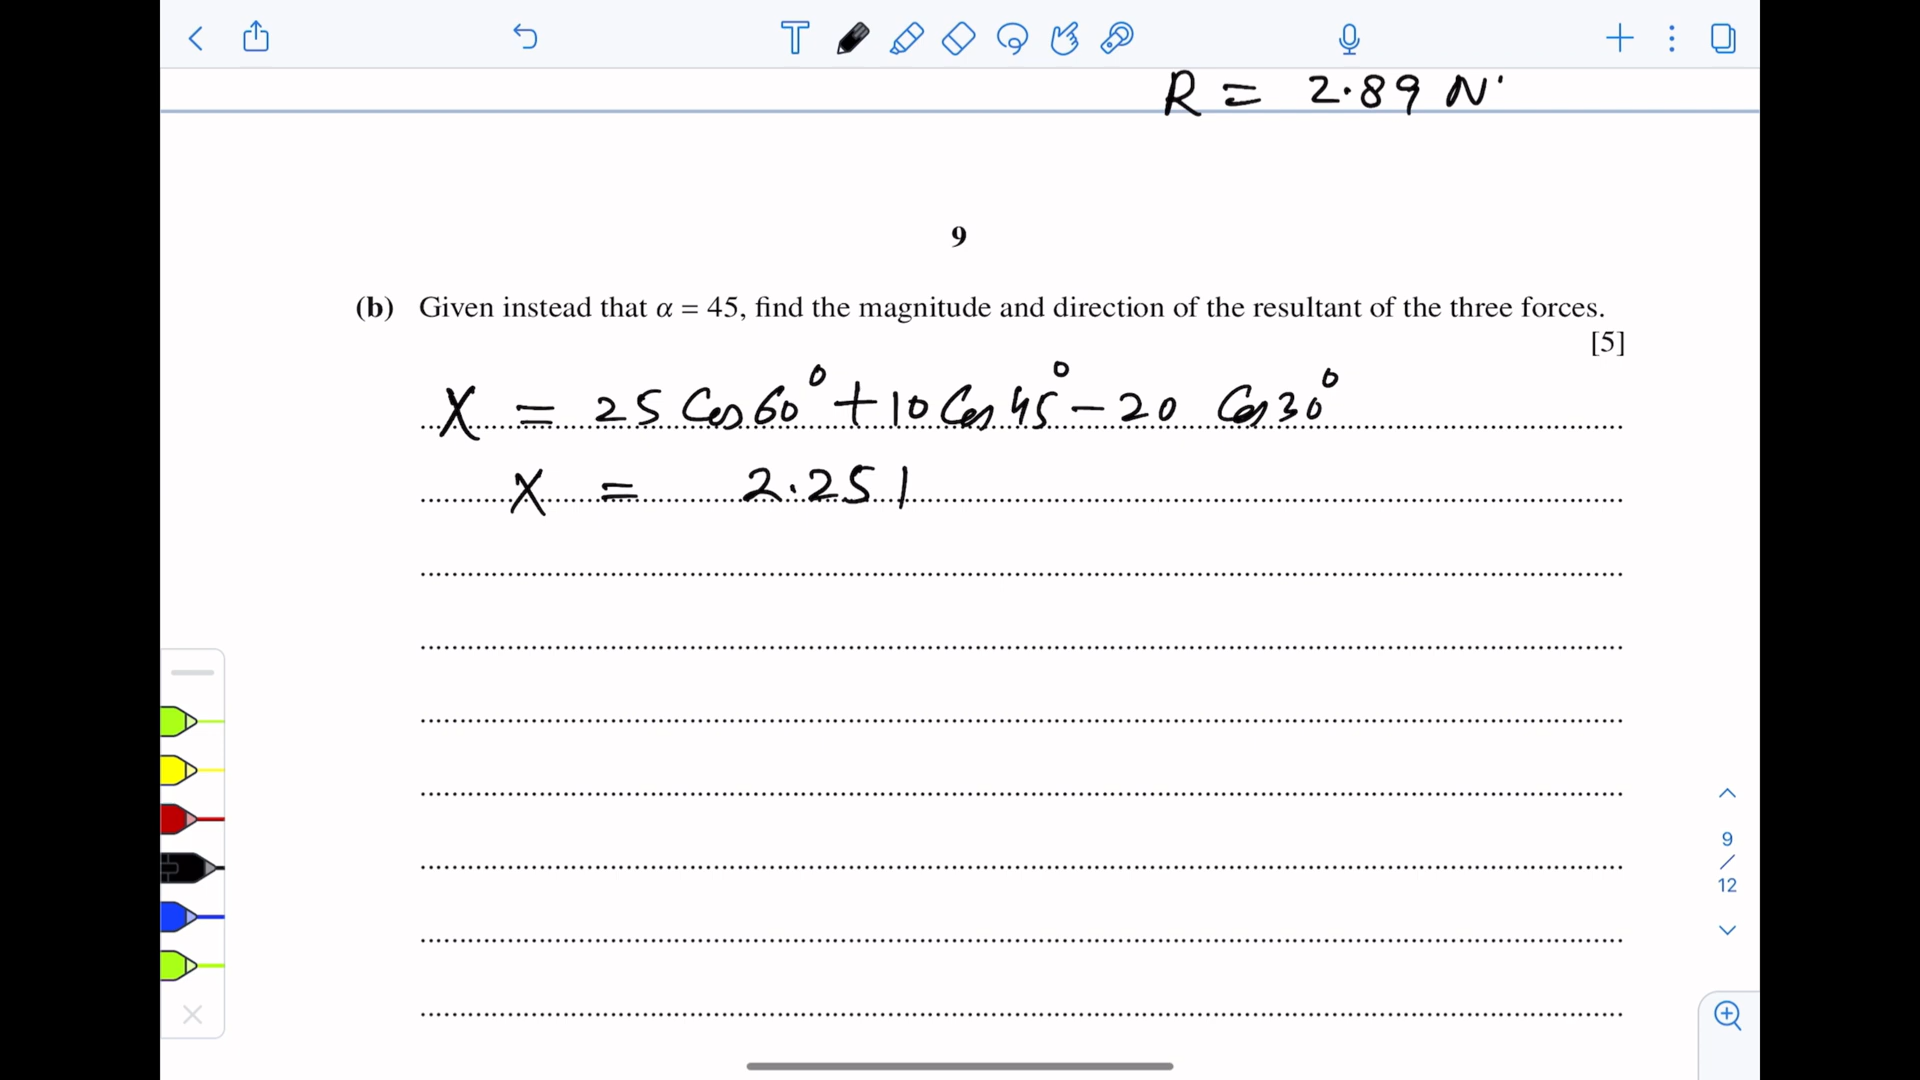 R = 2.89 N.
9
(b) Given instead that α = 45, find the magnitude and direction of the resultant of the three forces.
[5]
X = 25 Cos 60° + 10 Cos 45° − 20 Cos 30°
X = 2.251
9
/
12